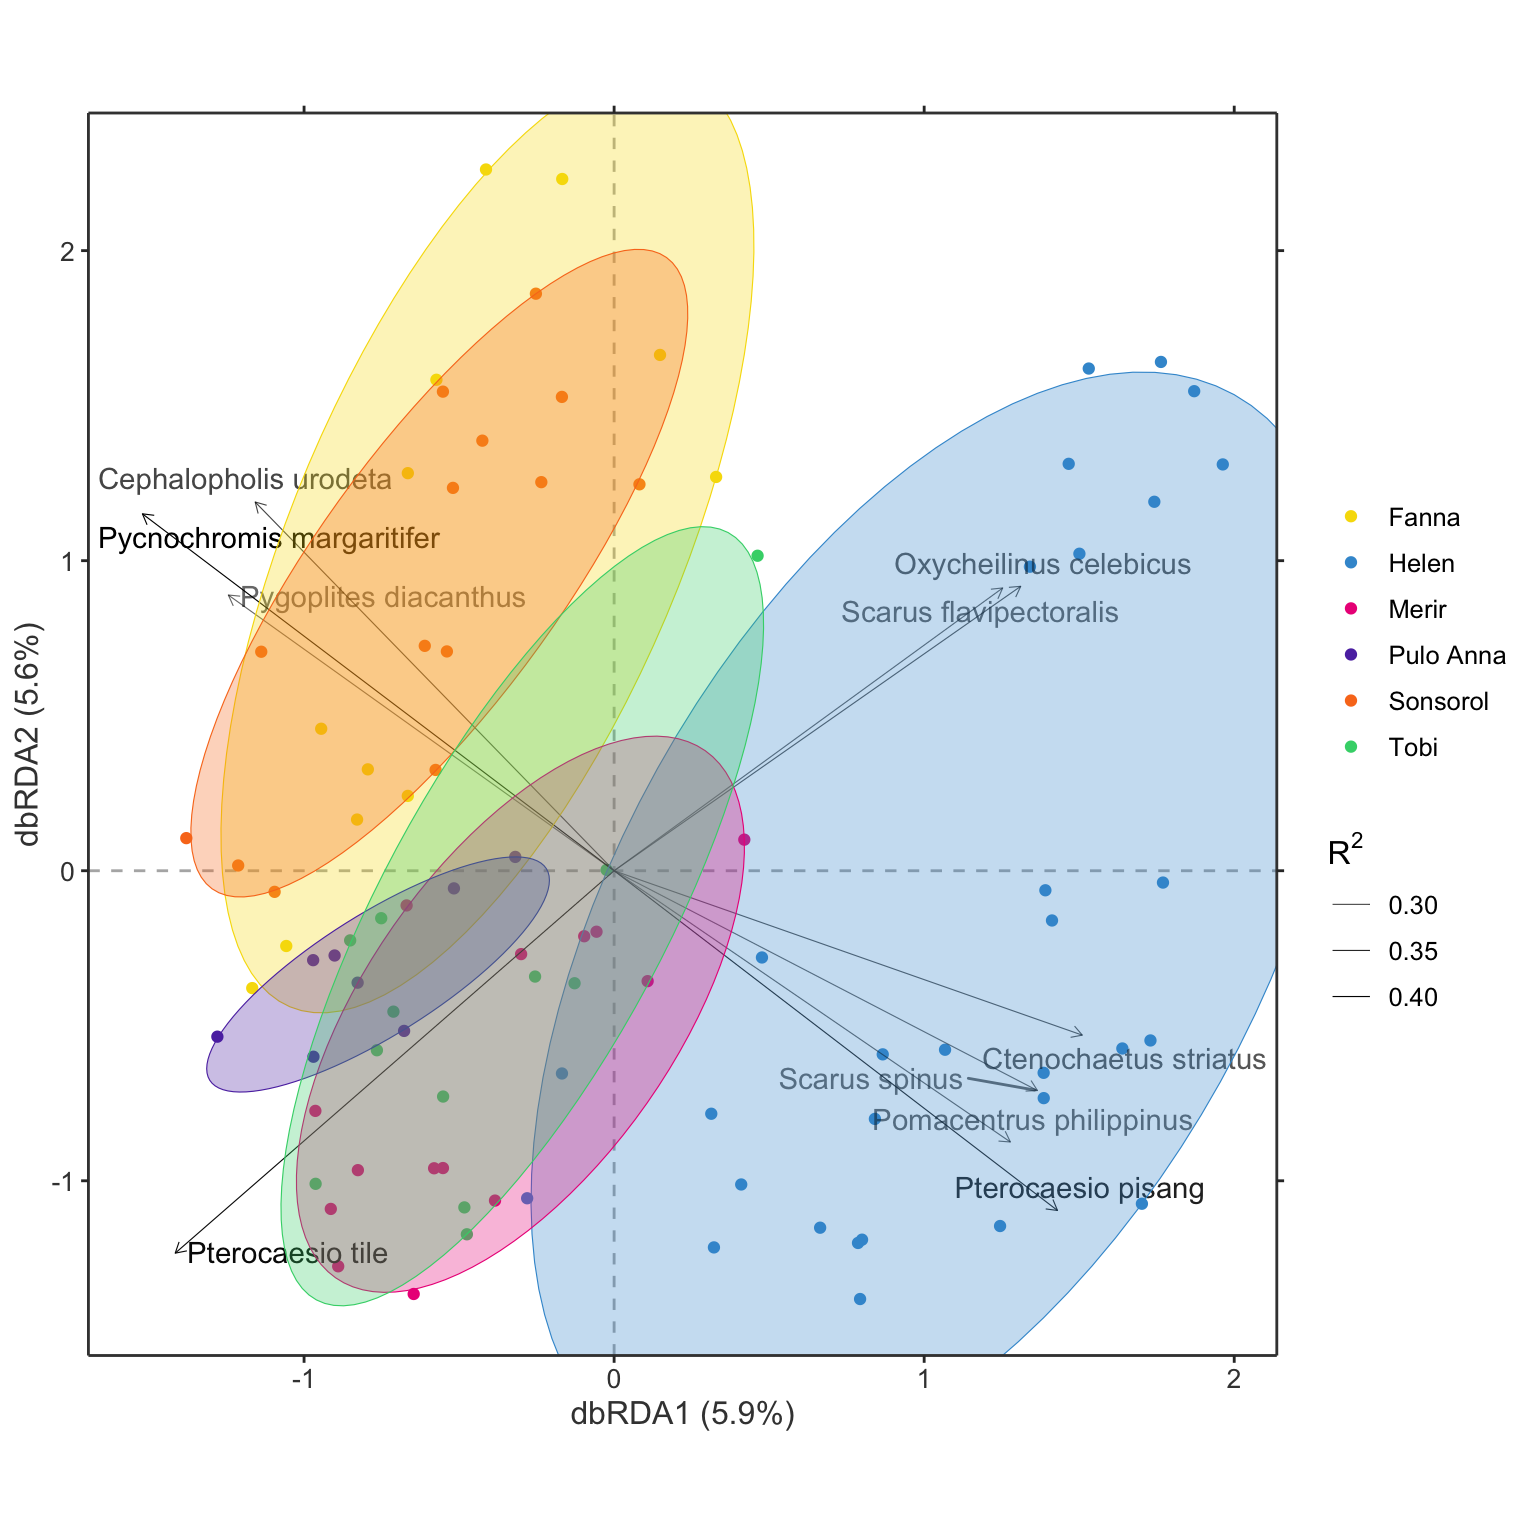 2
1
0
-1
dbRDA2 (5.6%)
Cephalopholis urodeta
Pycnochromis margaritifer
Pygoplites diacanthus
Oxycheilinus celebicus
Scarus flavipectoralis
Ctenochaetus striatus
Scarus spinus
Pomacentrus philippinus
Pterocaesio pisang
Pterocaesio tile
-1
0
1
2
dbRDA1 (5.9%)
Fanna
Helen
Merir
Pulo Anna
Sonsorol
Tobi
R²
0.30
0.35
0.40